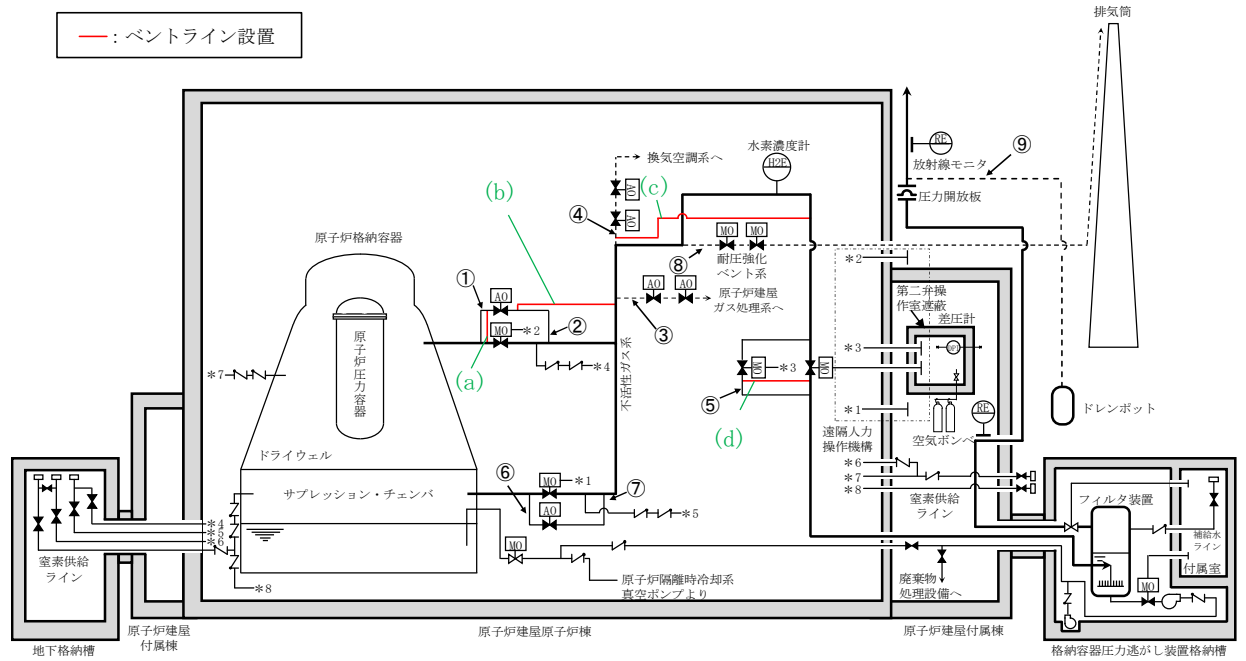 ：ベントライン設置
排気筒
水素濃度計
H2E
RE
放射線モニタ
⑨
圧力開放板
換気空調系へ
AO
AO
(c)
④
(b)
原子炉格納容器
①
AO
MO
＊2
②
(a)
＊4
MO
MO
⑧
耐圧強化
ベント系
AO
AO
原子炉建屋
ガス処理系へ
③
不活性ガス系
原子炉圧力容器
＊7
ドライウェル
サプレッション・チェンバ
＊2
第二弁操
作室遮蔽
差圧計
DPI
＊3
MO
＊3
MO
⑤
(d)
＊1
遠隔人力
操作機構
空気ボンベ
RE
ドレンポット
＊6
＊7
＊8
窒素供給
ライン
⑥
MO
＊1
⑦
AO
＊5
MO
原子炉隔離時冷却系
真空ポンプより
＊4
＊5
＊6
＊8
窒素供給
ライン
廃棄物
処理設備へ
フィルタ装置
補給水
ライン
付属室
MO
地下格納槽
原子炉建屋
付属棟
原子炉建屋原子炉棟
原子炉建屋付属棟
格納容器圧力逃がし装置格納槽